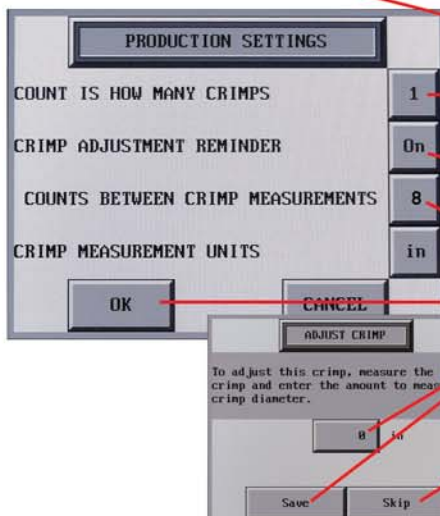 PRODUCTION SETTINGS
COUNT IS HOW MANY CRIMPS 1
CRIMP ADJUSTMENT REMINDER On
COUNTS BETWEEN CRIMP MEASUREMENTS 8
CRIMP MEASUREMENT UNITS in
OK CANCEL
ADJUST CRIMP
To adjust this crimp, measure the
crimp and enter the amount to
crimp diameter.
0 in
Save Skip